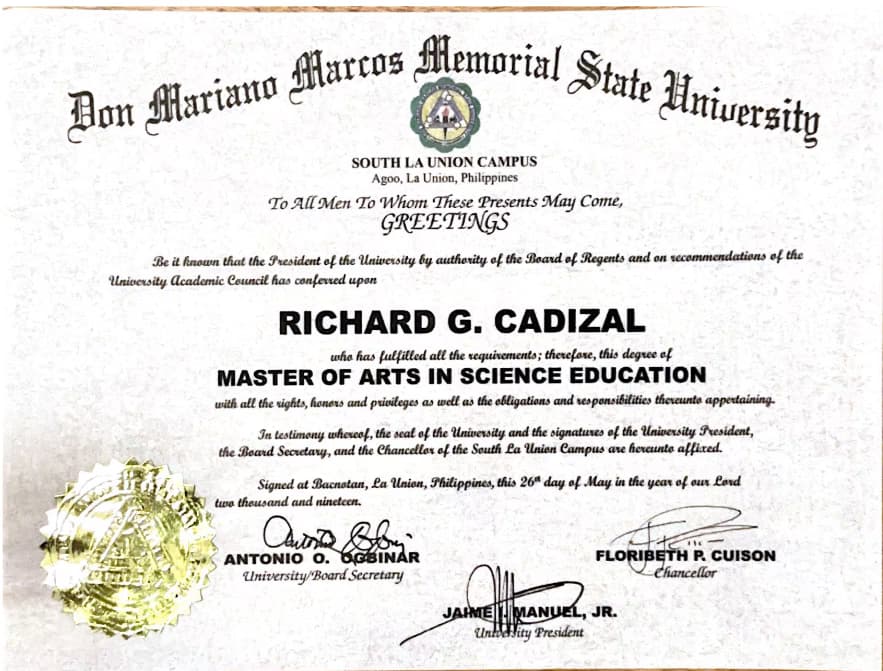 Don Mariano Marcos Memorial State University
SOUTH LA UNION CAMPUS
Agoo, La Union, Philippines
To All Men To Whom These Presents May Come,
GREETINGS
Be it known that the President of the University by authority of the Board of Regents and on recommendations of the
University Academic Council has conferred upon
RICHARD G. CADIZAL
who has fulfilled all the requirements; therefore, this degree of
MASTER OF ARTS IN SCIENCE EDUCATION
with all the rights, honors and privileges as well as the obligations and responsibilities thereunto appertaining.
In testimony whereof, the seal of the University and the signatures of the University President,
the Board Secretary, and the Chancellor of the South La Union Campus are hereunto affixed.
Signed at Bacnotan, La Union, Philippines, this 26th day of May in the year of our Lord
two thousand and nineteen.
ANTONIO O. OGBINAR
University/Board Secretary
FLORIBETH P. CUISON
Chancellor
JAIME I. MANUEL, JR.
University President